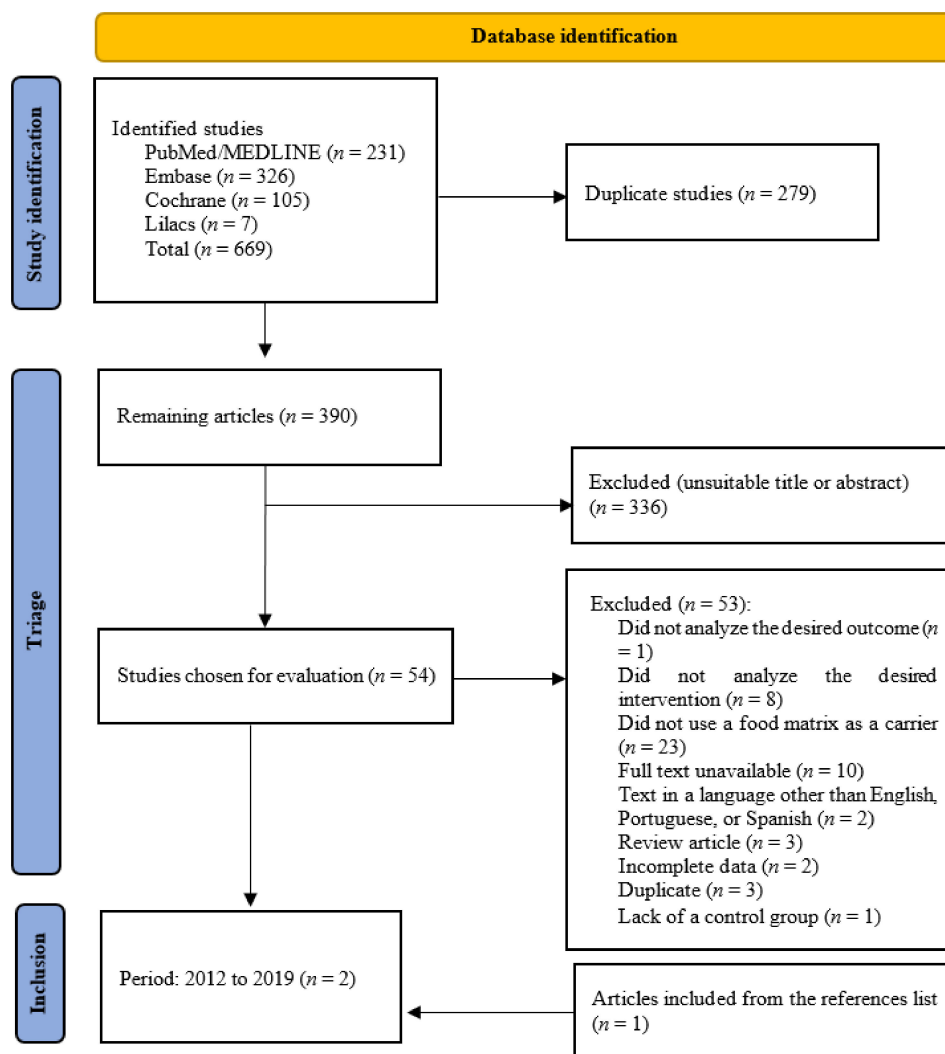 Database identification
Study identification
Identified studies
PubMed/MEDLINE (n = 231)
Embase (n = 326)
Cochrane (n = 105)
Lilacs (n = 7)
Total (n = 669)
Duplicate studies (n = 279)
Triage
Remaining articles (n = 390)
Excluded (unsuitable title or abstract)
(n = 336)
Studies chosen for evaluation (n = 54)
Excluded (n = 53):
Did not analyze the desired outcome (n
= 1)
Did not analyze the desired
intervention (n = 8)
Did not use a food matrix as a carrier
(n = 23)
Full text unavailable (n = 10)
Text in a language other than English,
Portuguese, or Spanish (n = 2)
Review article (n = 3)
Incomplete data (n = 2)
Duplicate (n = 3)
Lack of a control group (n = 1)
Inclusion
Period: 2012 to 2019 (n = 2)
Articles included from the references list
(n = 1)